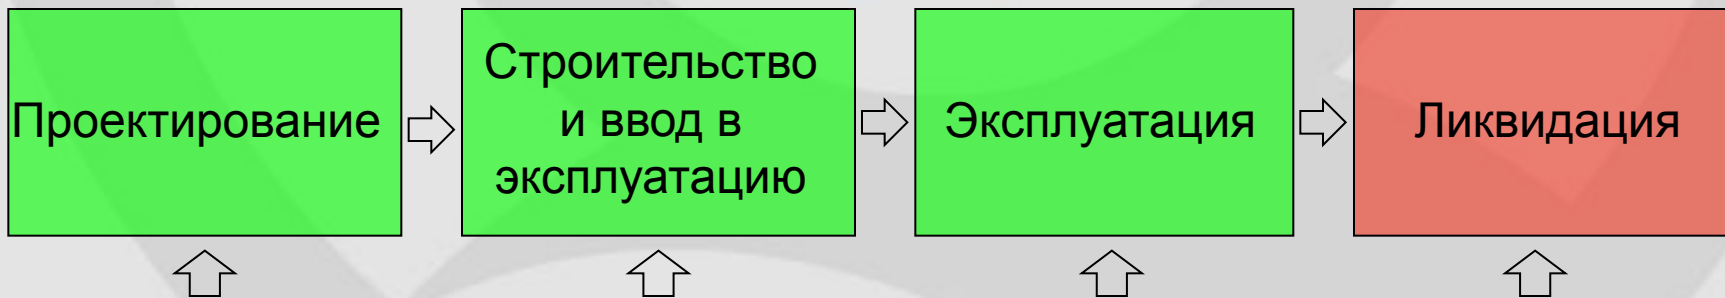 Проектирование
Строительство
и ввод в
эксплуатацию
Эксплуатация
Ликвидация